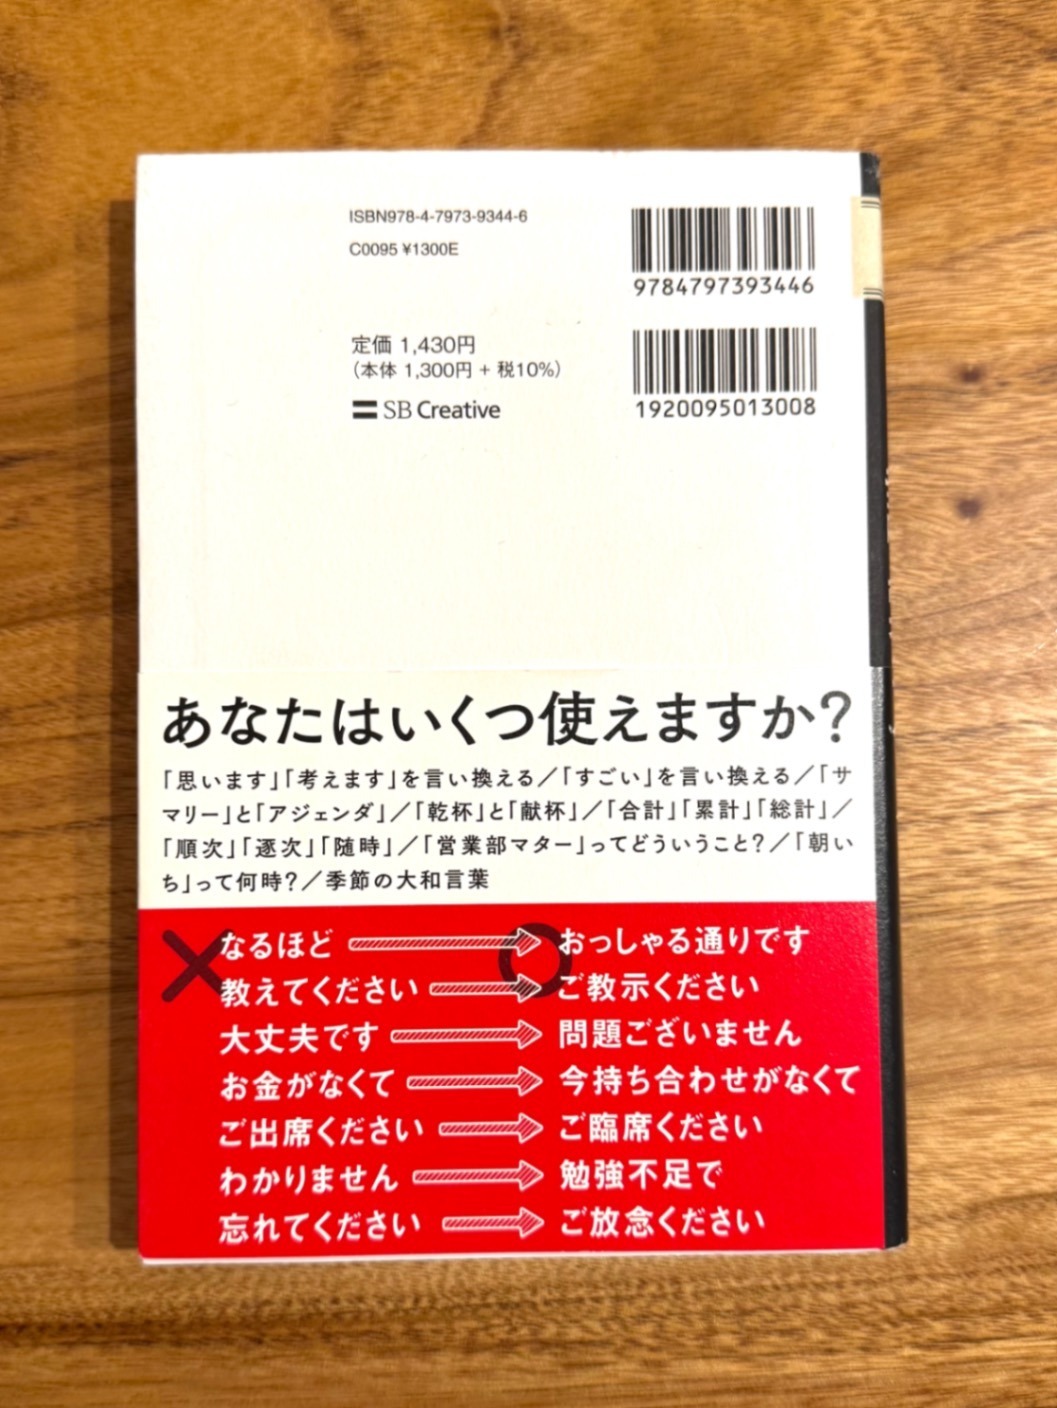 ISBN978-4-7973-9344-6
C0095 ¥1300E
9784797393446
定価 1,430円
(本体 1,300円 + 税10%)
SB Creative
1920095013008
あなたはいくつ使えますか?
「思います」「考えます」を言い換える/「すごい」を言い換える/「サ
マリー」と「アジェンダ」/「乾杯」と「献杯」/「合計」「累計」「総計」/
「順次」「逐次」「随時」/「営業部マター」ってどういうこと?/「朝い
ち」って何時?/季節の大和言葉
なるほど おっしゃる通りです
教えてください ご教示ください
大丈夫です 問題ございません
お金がなくて 今持ち合わせがなくて
ご出席ください ご臨席ください
わかりません 勉強不足で
忘れてください ご放念ください